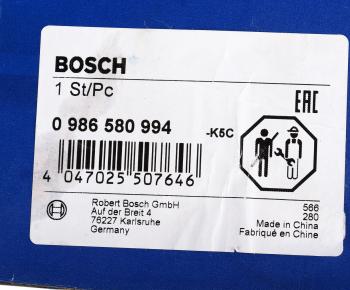 BOSCH
1 St/Pc
EAC
0 986 580 994 -K5C
4 047025 507646
Robert Bosch GmbH
Auf der Breit 4
76227 Karlsruhe
Germany
566
280
Made in China
Fabriqué en Chine